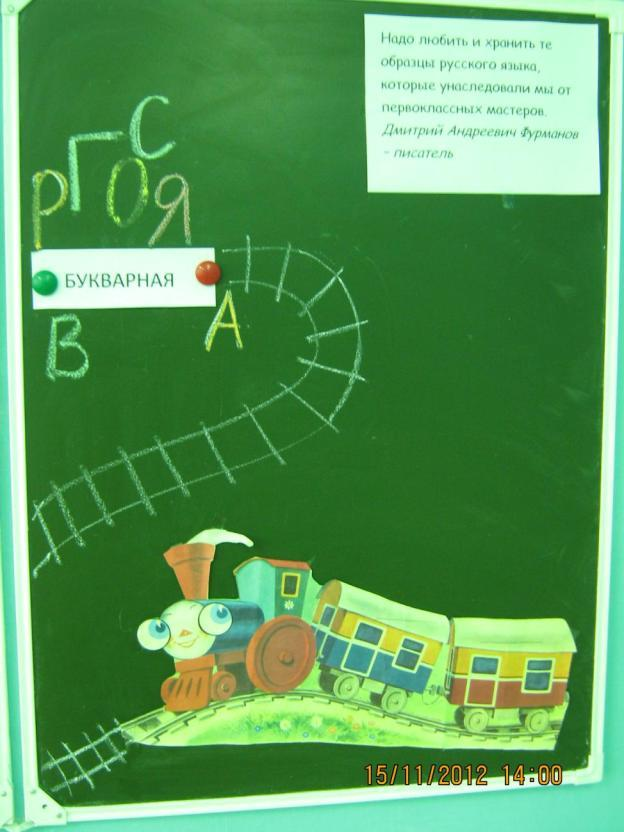 Надо любить и хранить те
образцы русского языка,
которые унаследовали мы от
первоклассных мастеров.
Дмитрий Андреевич Фурманов
- писатель
С
Г
РОЯ
БУКВАРНАЯ
В А
15/11/2012 14:00